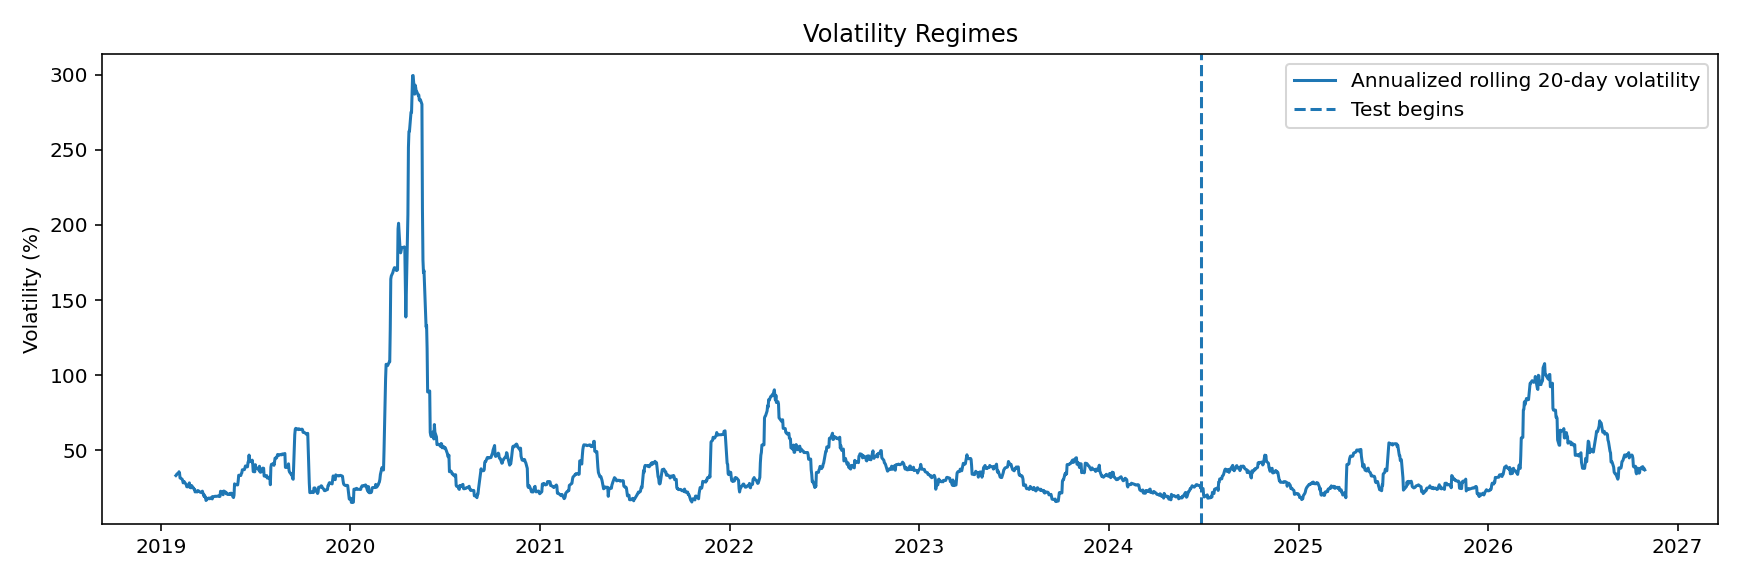 Volatility Regimes
Annualized rolling 20-day volatility
Test begins
Volatility (%)
300
250
200
150
100
50
2019 2020 2021 2022 2023 2024 2025 2026 2027